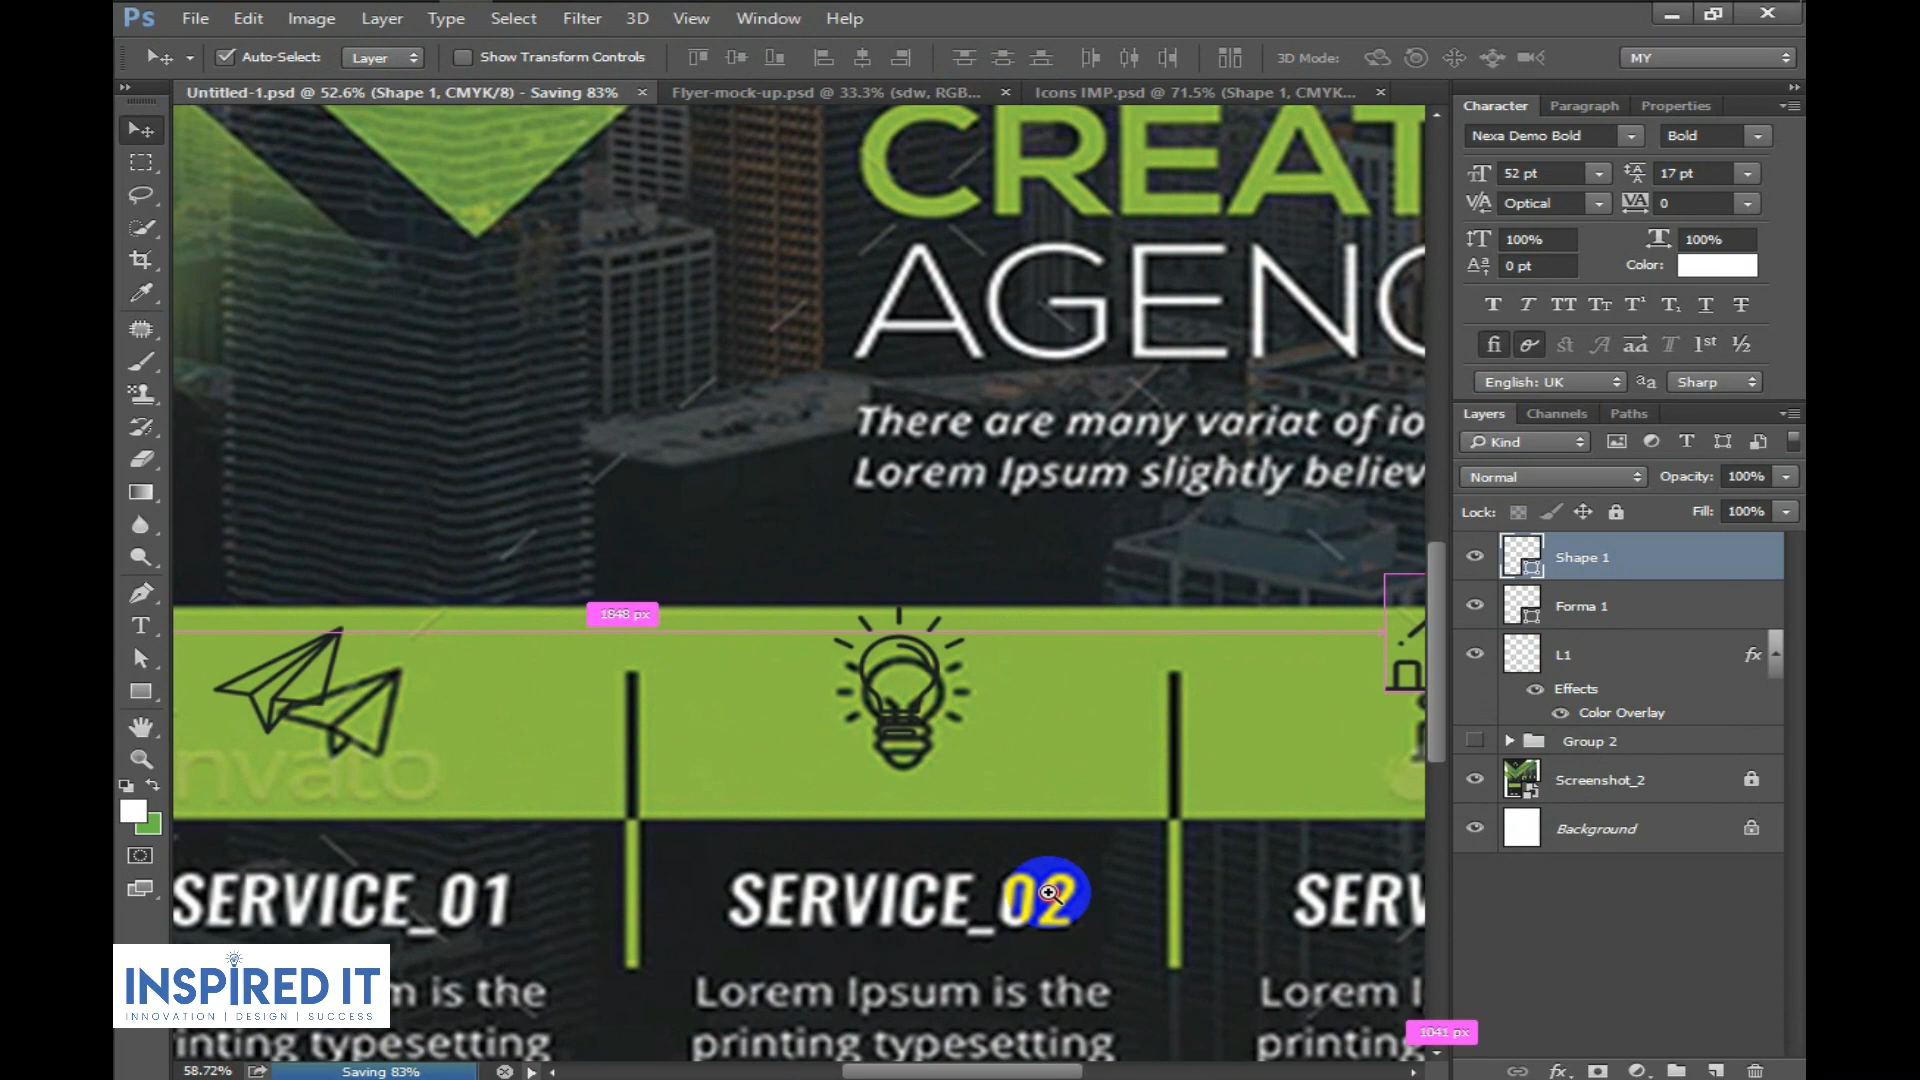 Ps File Edit Image Layer Type Select Filter 3D View Window Help
Auto-Select: Layer Show Transform Controls 3D Mode: MY
Untitled-1.psd @ 52.6% (Shape 1, CMYK/8) - Saving 83% × Flyer-mock-up.psd @ 33.3% (sdw, RGB... × Icons IMP.psd @ 71.5% (Shape 1, CMYK... ×
Character Paragraph Properties
Nexa Demo Bold Bold
52 pt 17 pt
Optical 0
100% 100%
0 pt Color:
English: UK Sharp
Layers Channels Paths
Kind
Normal Opacity: 100%
Lock: Fill: 100%
Shape 1
Forma 1
L1 fx
Effects
Color Overlay
Group 2
Screenshot_2
Background
CREAT
AGENC
There are many variat of io
Lorem Ipsum slightly believ
1848 px
nvato
SERVICE_01 SERVICE_02 SERV
m is the Lorem Ipsum is the Lorem I
inting typesetting printing typesetting printing
1041 px
INSPIRED IT
INNOVATION | DESIGN | SUCCESS
58.72% Saving 83%